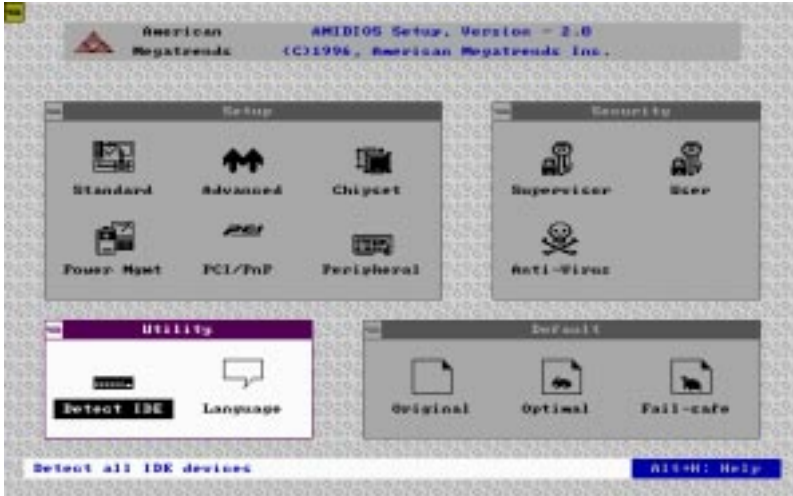 American
Megatrends
AMIBIOS Setup, Version - 2.0
(C)1996, American Megatrends Inc.
Setup
Standard
Advanced
Chipset
Power Mgmt
PCI
PCI/PnP
Peripheral
Security
Supervisor
User
Anti-Virus
Utility
Detect IDE
Language
Default
Original
Optimal
Fail-safe
Detect all IDE devices
Alt+H: Help